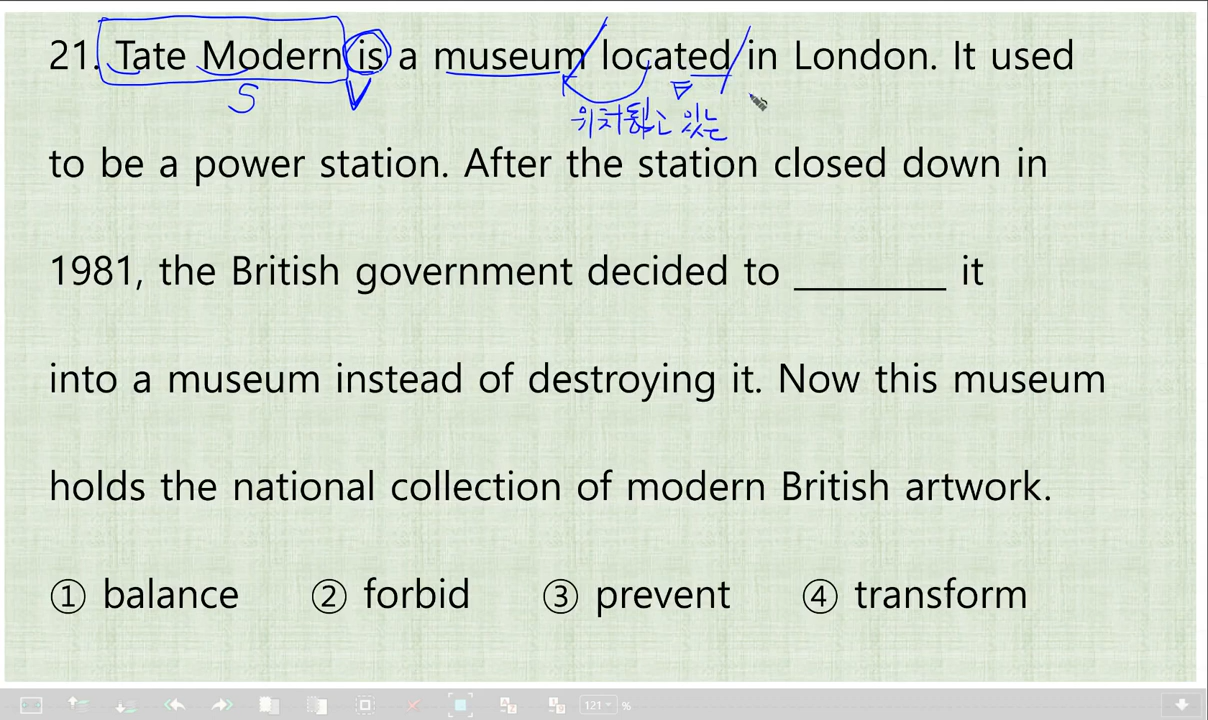 21. Tate Modern is a museum located in London. It used
S V 위치되고 있는
to be a power station. After the station closed down in
1981, the British government decided to ________ it
into a museum instead of destroying it. Now this museum
holds the national collection of modern British artwork.
① balance ② forbid ③ prevent ④ transform
121 %